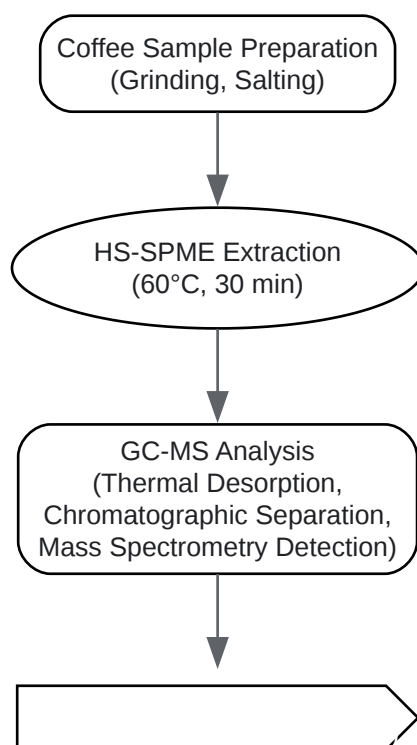 Coffee Sample Preparation
(Grinding, Salting)
HS-SPME Extraction
(60°C, 30 min)
GC-MS Analysis
(Thermal Desorption,
Chromatographic Separation,
Mass Spectrometry Detection)